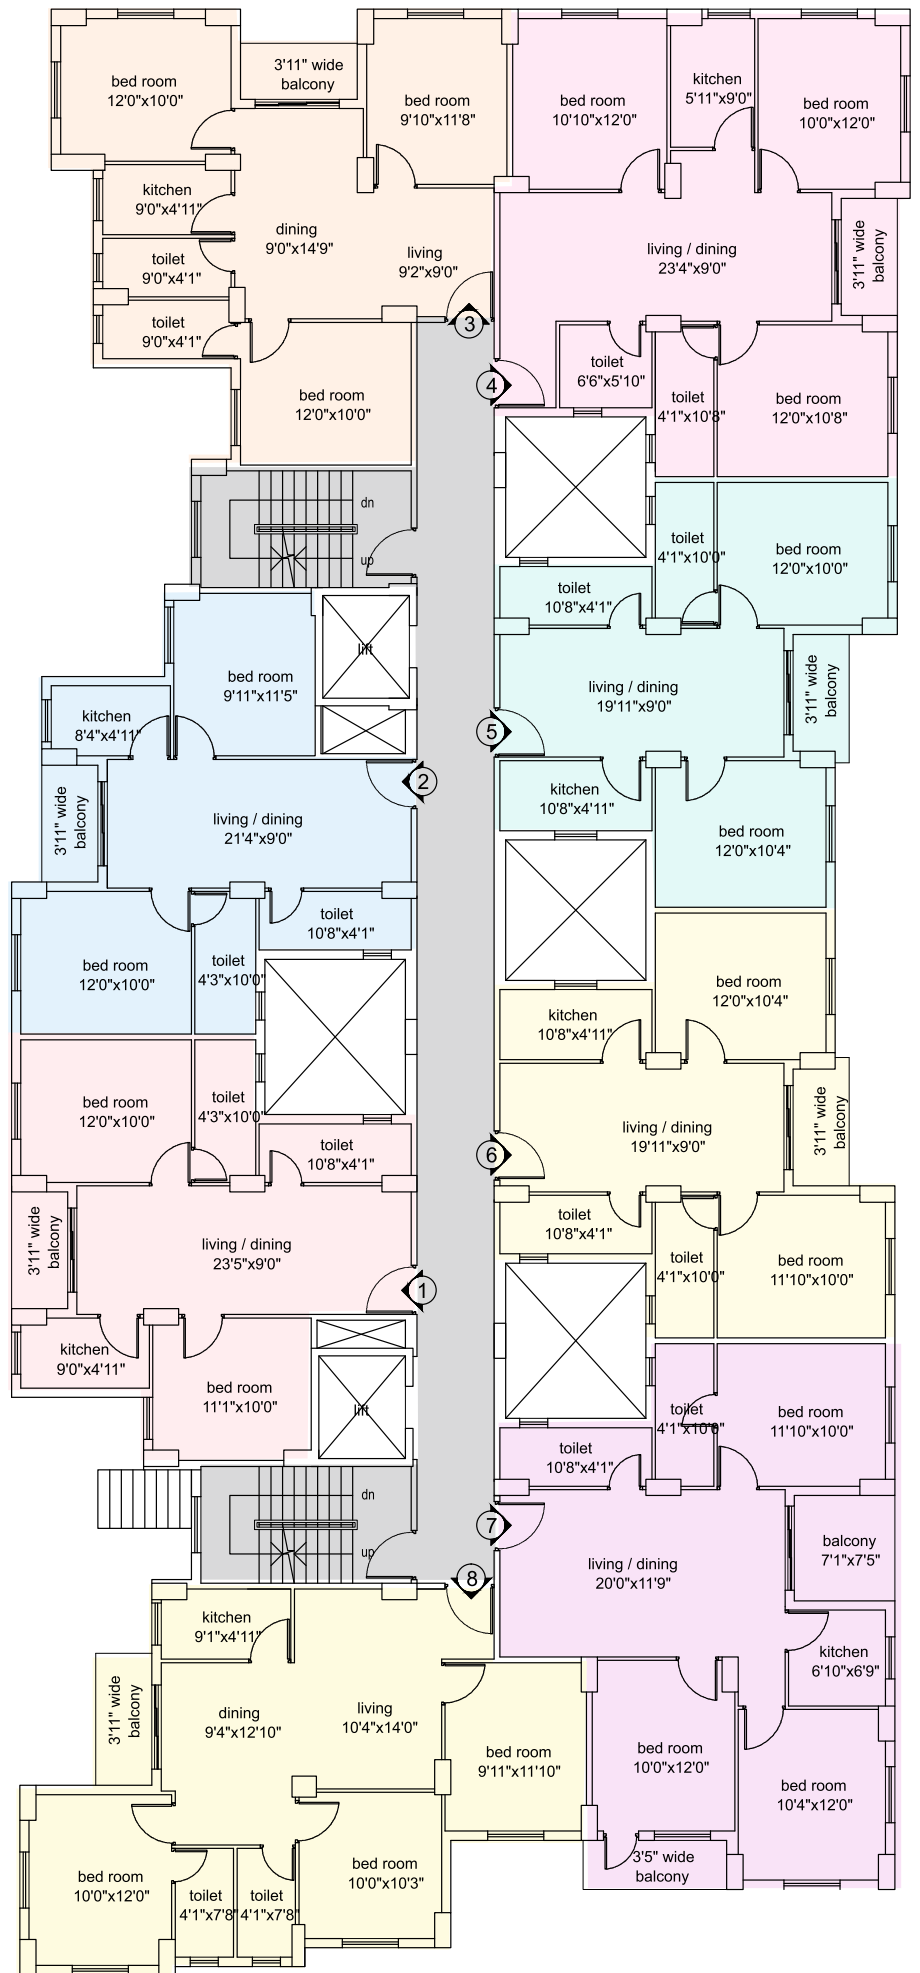 bed room
12'0"x10'0"
3'11" wide
balcony
bed room
9'10"x11'8"
bed room
10'10"x12'0"
kitchen
5'11"x9'0"
bed room
10'0"x12'0"
kitchen
9'0"x4'11"
toilet
9'0"x4'1"
toilet
9'0"x4'1"
dining
9'0"x14'9"
living
9'2"x9'0"
3
bed room
12'0"x10'0"
living / dining
23'4"x9'0"
3'11" wide
balcony
4
toilet
6'6"x5'10"
toilet
4'1"x10'8"
bed room
12'0"x10'8"
dn
up
toilet
4'1"x10'0"
bed room
12'0"x10'0"
toilet
10'8"x4'1"
lift
bed room
9'11"x11'5"
kitchen
8'4"x4'11"
living / dining
19'11"x9'0"
3'11" wide
balcony
5
2
3'11" wide
balcony
living / dining
21'4"x9'0"
kitchen
10'8"x4'11"
bed room
12'0"x10'4"
toilet
10'8"x4'1"
bed room
12'0"x10'0"
toilet
4'3"x10'0"
bed room
12'0"x10'4"
kitchen
10'8"x4'11"
bed room
12'0"x10'0"
toilet
4'3"x10'0"
toilet
10'8"x4'1"
living / dining
19'11"x9'0"
3'11" wide
balcony
6
3'11" wide
balcony
living / dining
23'5"x9'0"
toilet
10'8"x4'1"
toilet
4'1"x10'0"
bed room
11'10"x10'0"
1
kitchen
9'0"x4'11"
bed room
11'1"x10'0"
lift
toilet
4'1"x10'0"
bed room
11'10"x10'0"
toilet
10'8"x4'1"
dn
up
7
living / dining
20'0"x11'9"
balcony
7'1"x7'5"
8
kitchen
9'1"x4'11"
kitchen
6'10"x6'9"
3'11" wide
balcony
dining
9'4"x12'10"
living
10'4"x14'0"
bed room
9'11"x11'10"
bed room
10'0"x12'0"
bed room
10'4"x12'0"
3'5" wide
balcony
bed room
10'0"x12'0"
toilet
4'1"x7'8"
toilet
4'1"x7'8"
bed room
10'0"x10'3"